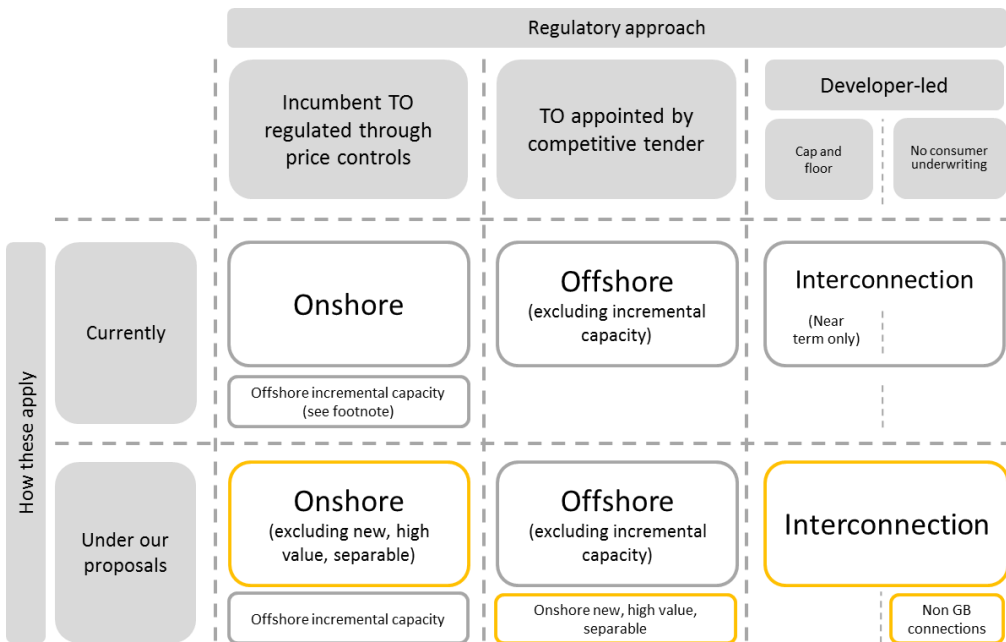 Regulatory approach
Incumbent TO
regulated through
price controls
TO appointed by
competitive tender
Developer-led
Cap and
floor
No consumer
underwriting
How these apply
Currently
Onshore
Offshore incremental capacity
(see footnote)
Offshore
(excluding incremental
capacity)
Interconnection
(Near
term only)
Under our
proposals
Onshore
(excluding new, high
value, separable)
Offshore incremental capacity
Offshore
(excluding incremental
capacity)
Onshore new, high value,
separable
Interconnection
Non GB
connections